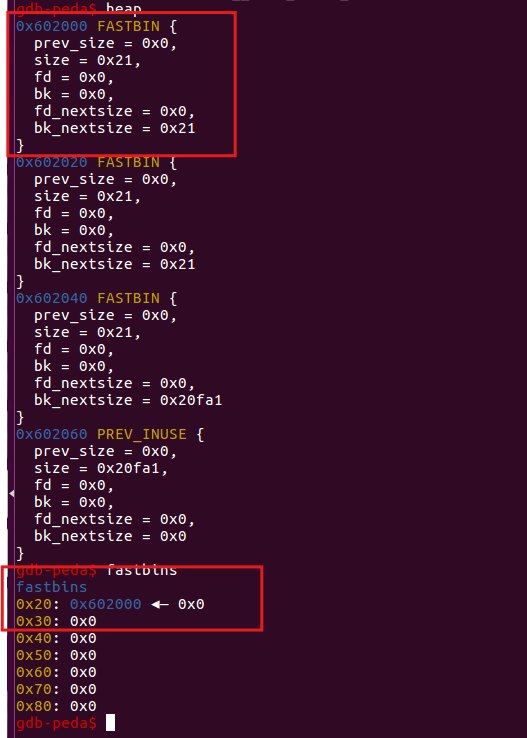 gdb-peda$ heap
0x602000 FASTBIN {
  prev_size = 0x0,
  size = 0x21,
  fd = 0x0,
  bk = 0x0,
  fd_nextsize = 0x0,
  bk_nextsize = 0x21
}
0x602020 FASTBIN {
  prev_size = 0x0,
  size = 0x21,
  fd = 0x0,
  bk = 0x0,
  fd_nextsize = 0x0,
  bk_nextsize = 0x21
}
0x602040 FASTBIN {
  prev_size = 0x0,
  size = 0x21,
  fd = 0x0,
  bk = 0x0,
  fd_nextsize = 0x0,
  bk_nextsize = 0x20fa1
}
0x602060 PREV_INUSE {
  prev_size = 0x0,
  size = 0x20fa1,
  fd = 0x0,
  bk = 0x0,
  fd_nextsize = 0x0,
  bk_nextsize = 0x0
}
gdb-peda$ fastbins
fastbins
0x20: 0x602000 ← 0x0
0x30: 0x0
0x40: 0x0
0x50: 0x0
0x60: 0x0
0x70: 0x0
0x80: 0x0
gdb-peda$